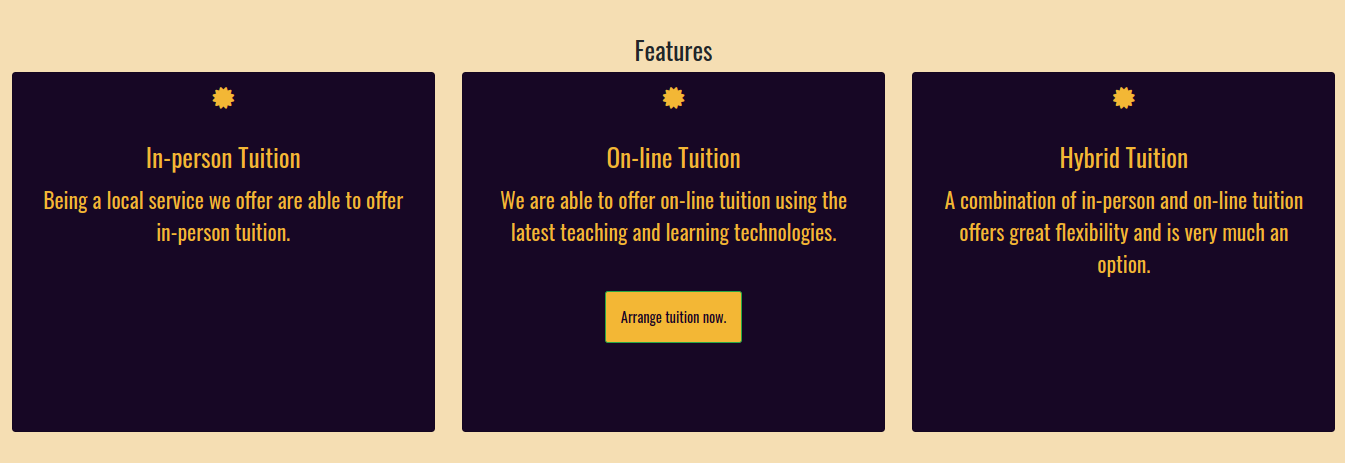 Features
In-person Tuition
Being a local service we offer are able to offer
in-person tuition.
On-line Tuition
We are able to offer on-line tuition using the
latest teaching and learning technologies.
Arrange tuition now.
Hybrid Tuition
A combination of in-person and on-line tuition
offers great flexibility and is very much an
option.